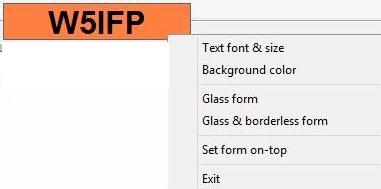 W5IFP
Text font & size
Background color
Glass form
Glass & borderless form
Set form on-top
Exit